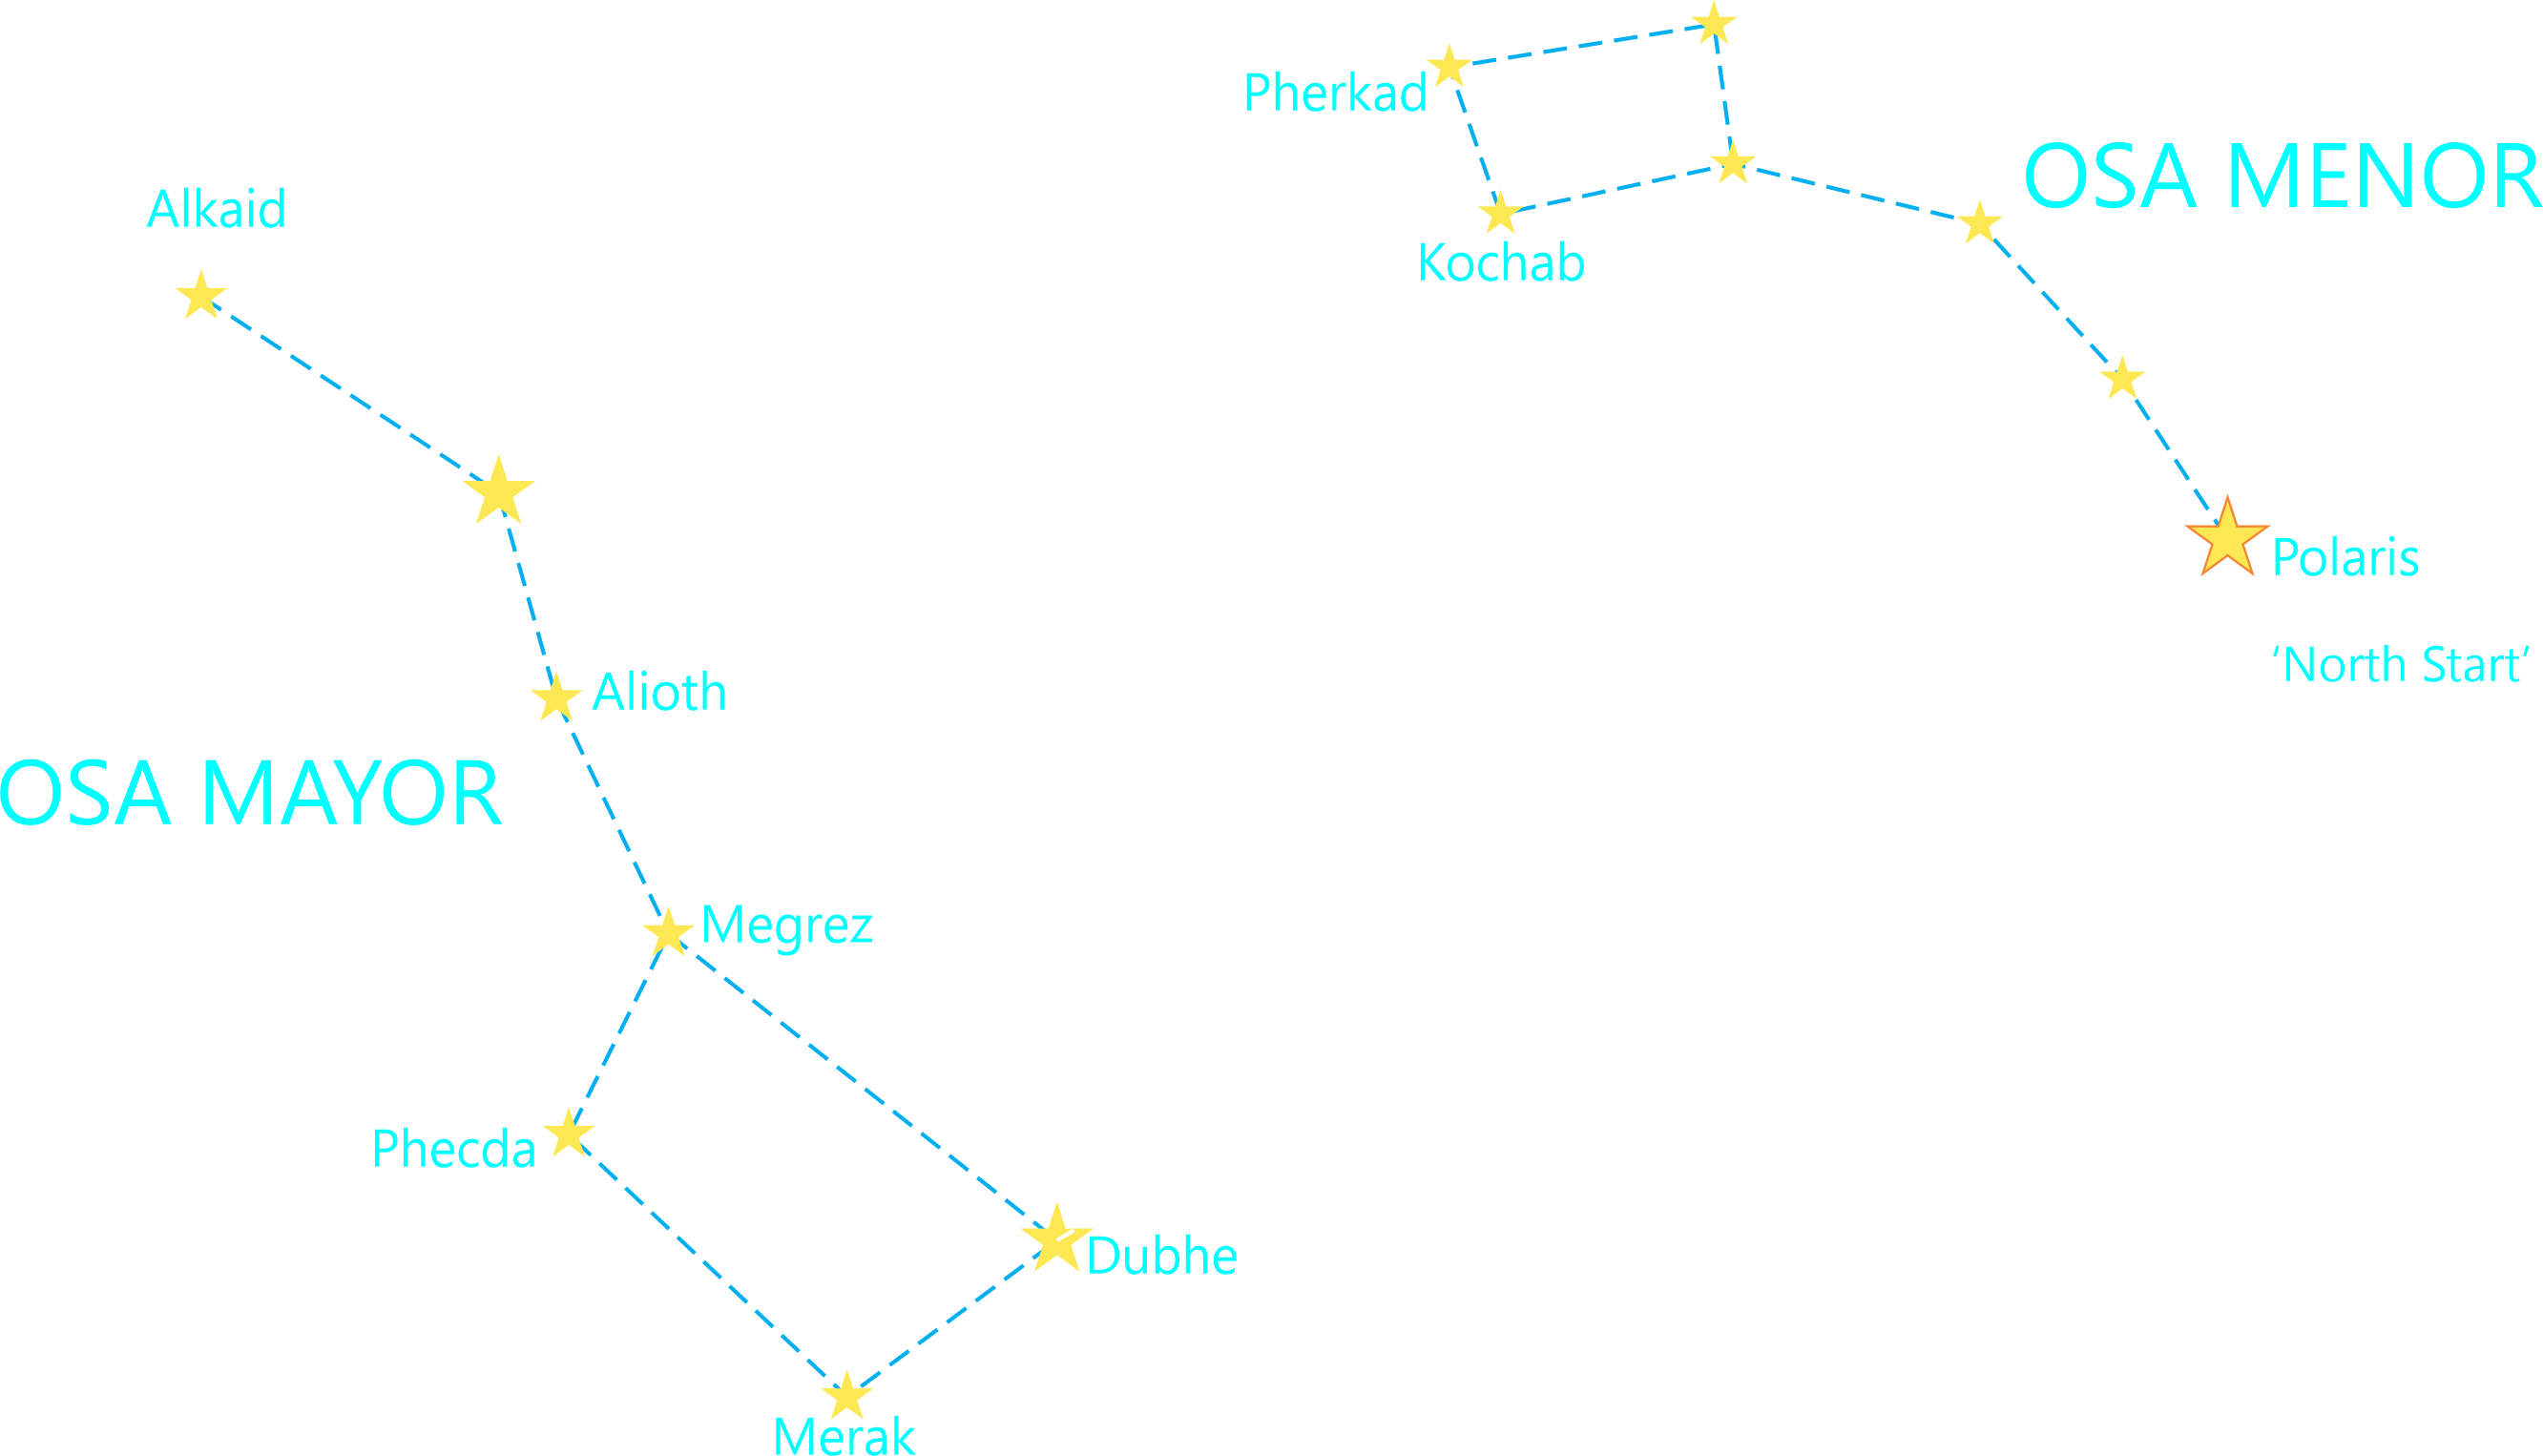 Pherkad
OSA MENOR
Alkaid
Kochab
Polaris
‘North Start’
Alioth
OSA MAYOR
Megrez
Phecda
Dubhe
Merak